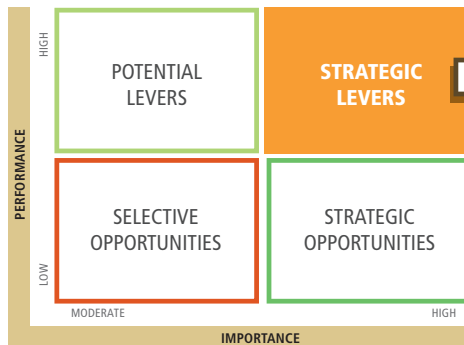 HIGH
POTENTIAL
LEVERS
STRATEGIC
LEVERS
PERFORMANCE
SELECTIVE
OPPORTUNITIES
STRATEGIC
OPPORTUNITIES
LOW
MODERATE
HIGH
IMPORTANCE